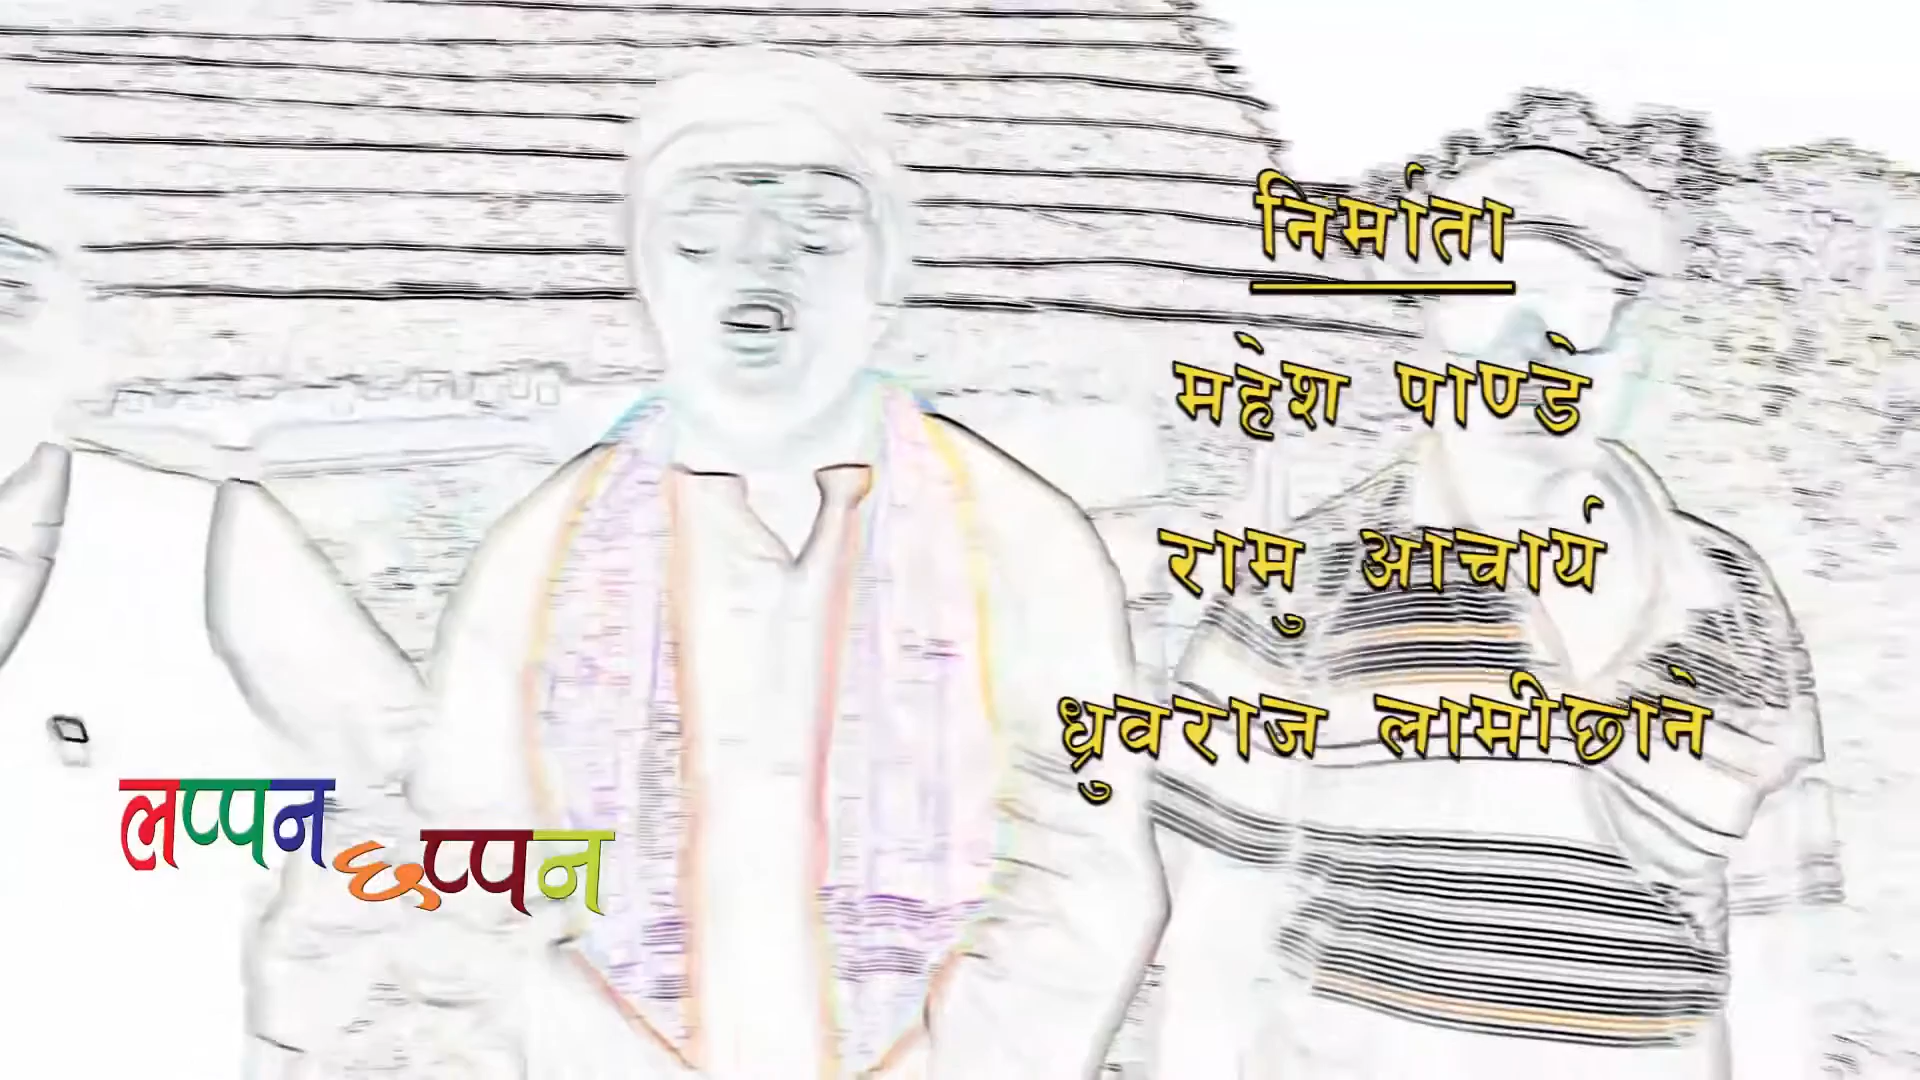 निर्माता
महेश पाण्डे
रामु आचार्य
ध्रुवराज लामीछाने
लप्पन
छप्पन